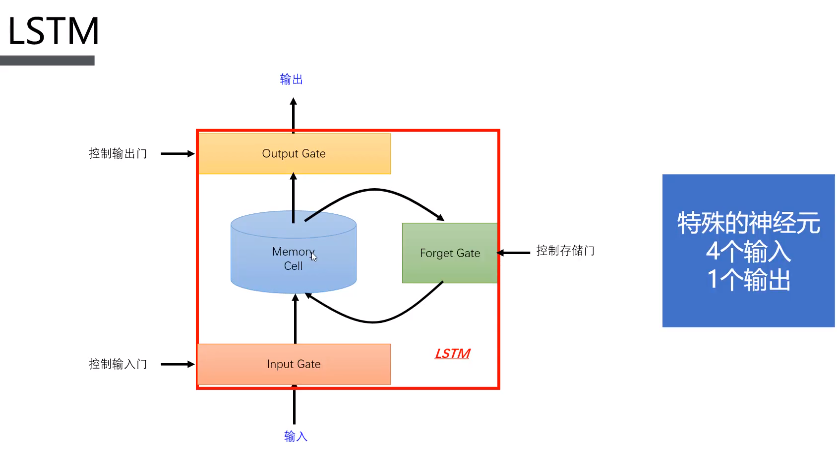 LSTM
输出
控制输出门
Output Gate
Memory
Cell
Forget Gate
控制存储门
特殊的神经元
4个输入
1个输出
LSTM
控制输入门
Input Gate
输入